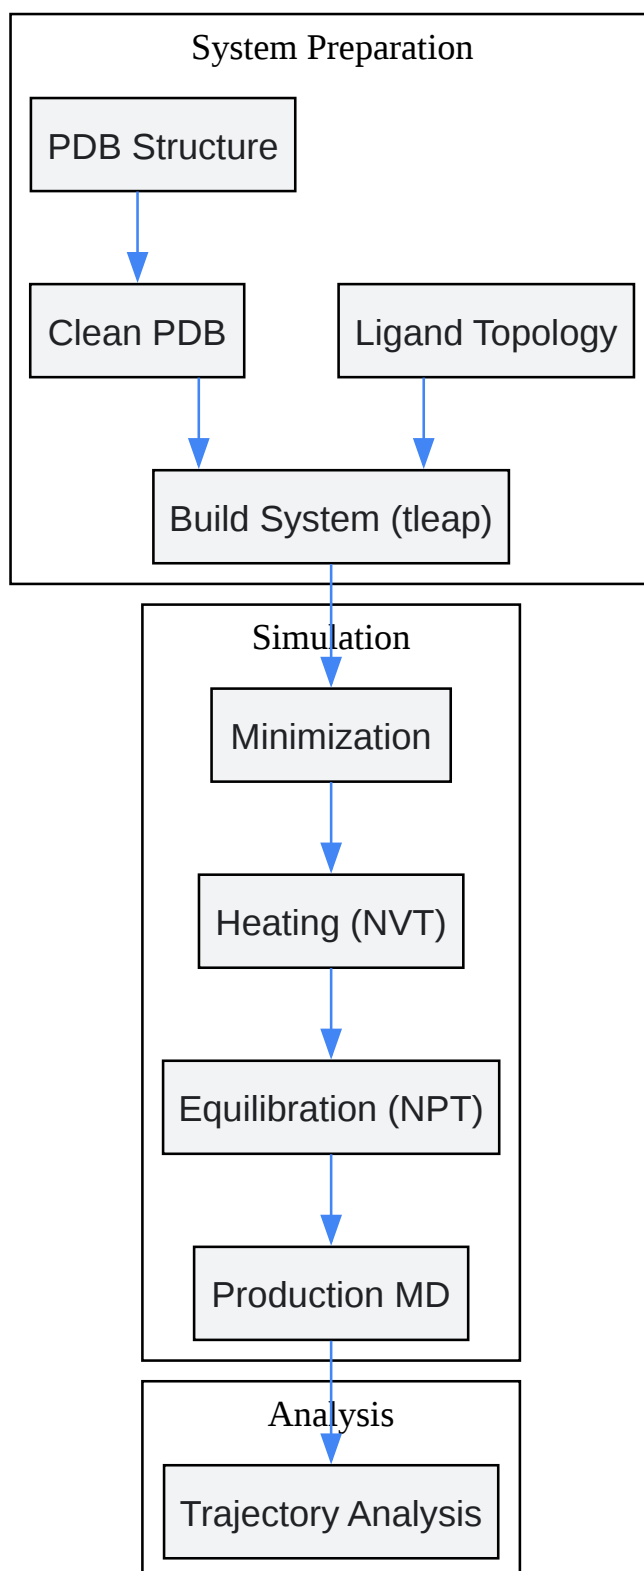 System Preparation
PDB Structure
Clean PDB
Ligand Topology
Build System (tleap)
Simulation
Minimization
Heating (NVT)
Equilibration (NPT)
Production MD
Analysis
Trajectory Analysis